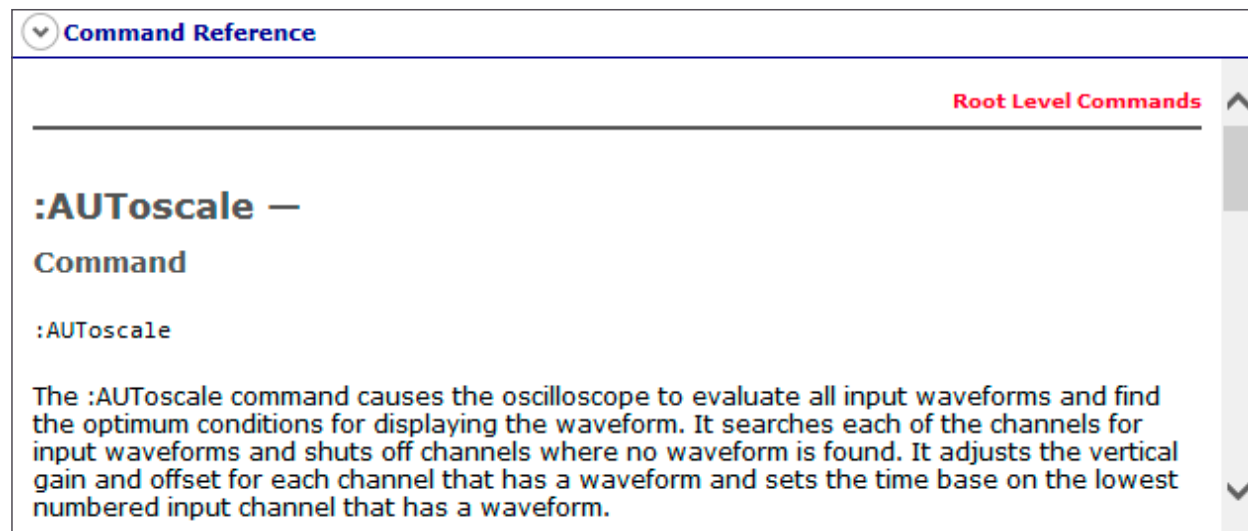 Command Reference
Root Level Commands
:AUToscale —
Command
:AUToscale
The :AUToscale command causes the oscilloscope to evaluate all input waveforms and find
the optimum conditions for displaying the waveform. It searches each of the channels for
input waveforms and shuts off channels where no waveform is found. It adjusts the vertical
gain and offset for each channel that has a waveform and sets the time base on the lowest
numbered input channel that has a waveform.